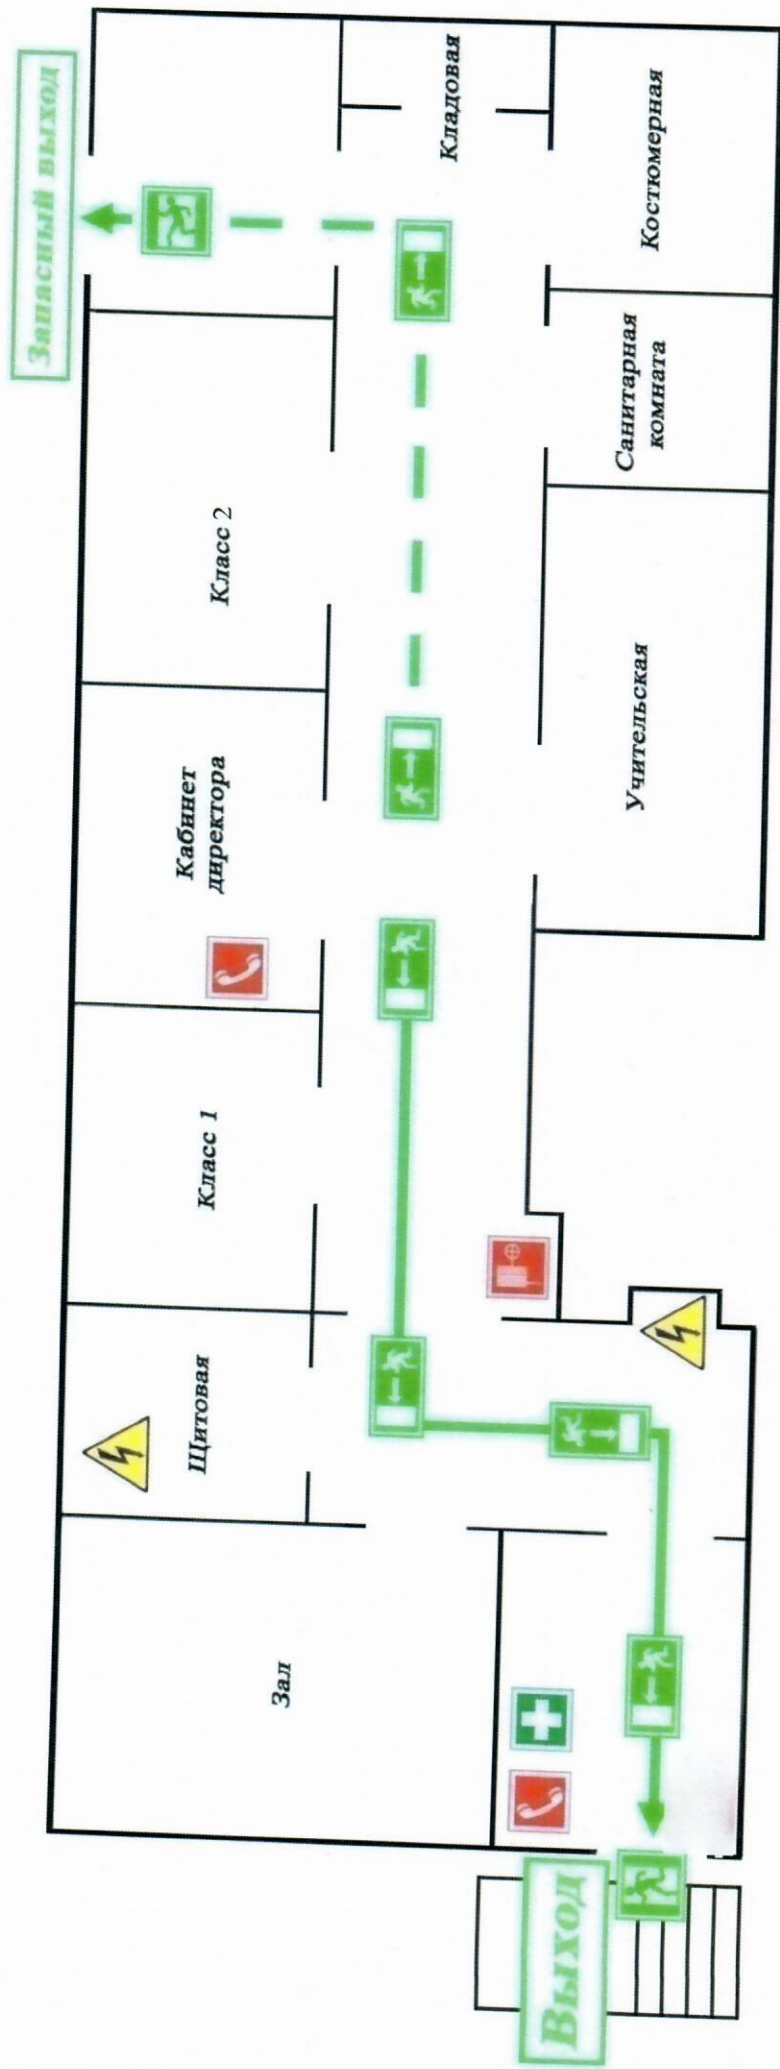 Запасный выход
Зал
Щитовая
Класс 1
Кабинет
директора
Класс 2
Кладовая
Выход
Учительская
Санитарная
комната
Костюмерная